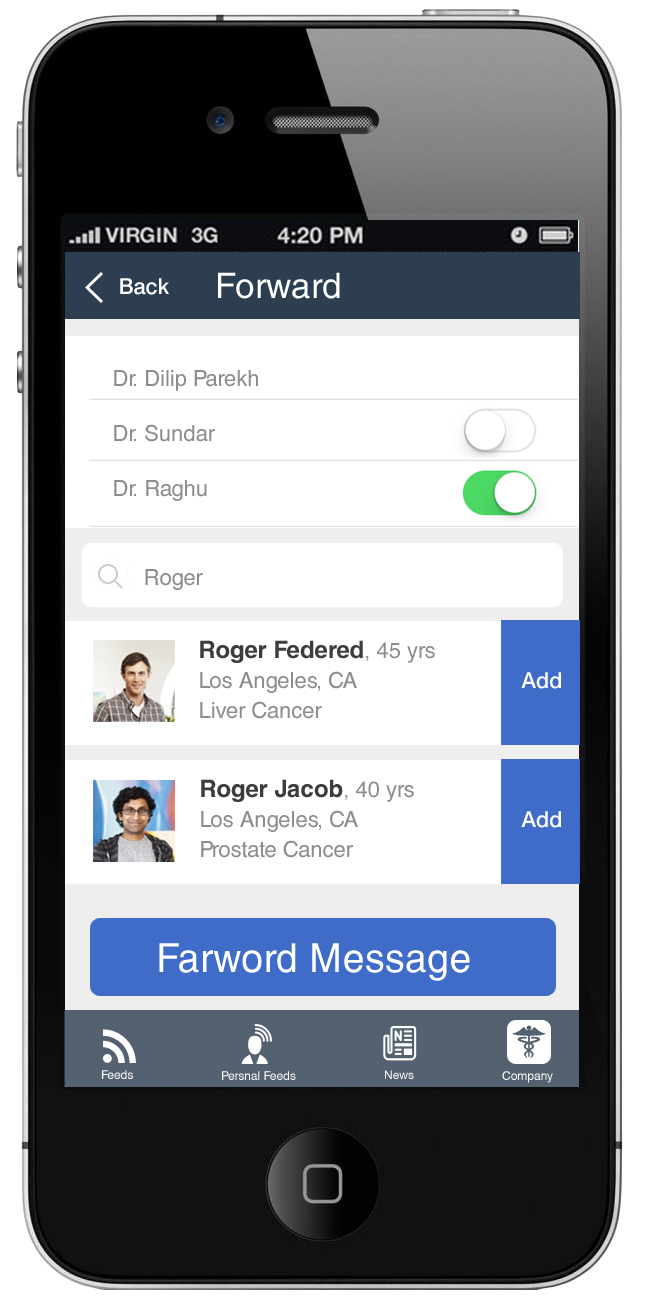 VIRGIN 3G 4:20 PM
Back Forward
Dr. Dilip Parekh
Dr. Sundar
Dr. Raghu
Roger
Roger Federed, 45 yrs
Los Angeles, CA
Liver Cancer
Add
Roger Jacob, 40 yrs
Los Angeles, CA
Prostate Cancer
Add
Farword Message
Feeds Persnal Feeds News Company